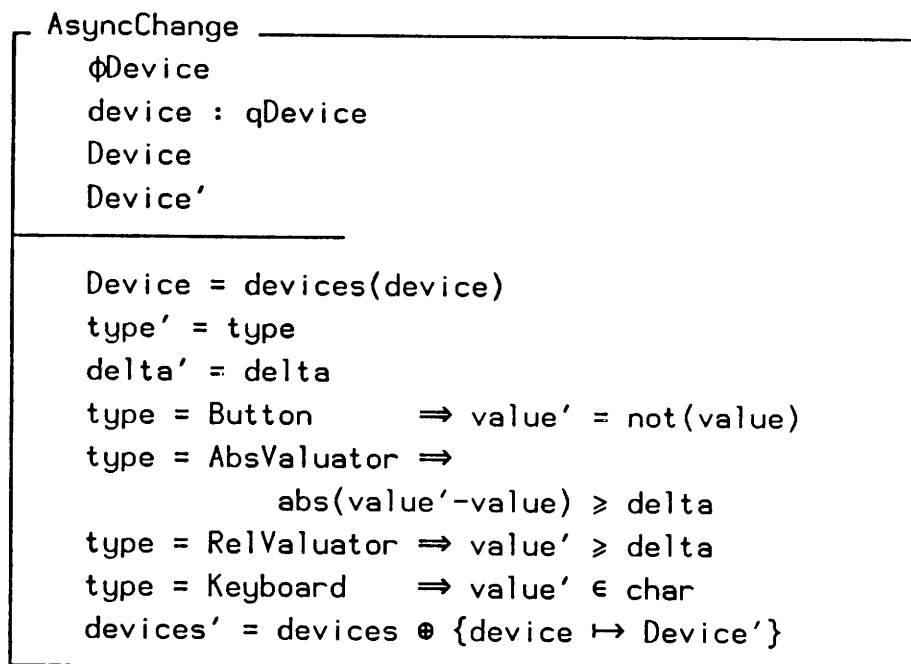 AsyncChange
ϕDevice
device : qDevice
Device
Device′
Device = devices(device)
type′ = type
delta′ = delta
type = Button ⇒ value′ = not(value)
type = AbsValuator ⇒
abs(value′-value) ⩾ delta
type = RelValuator ⇒ value′ ⩾ delta
type = Keyboard ⇒ value′ ∈ char
devices′ = devices ⊕ {device ↦ Device′}